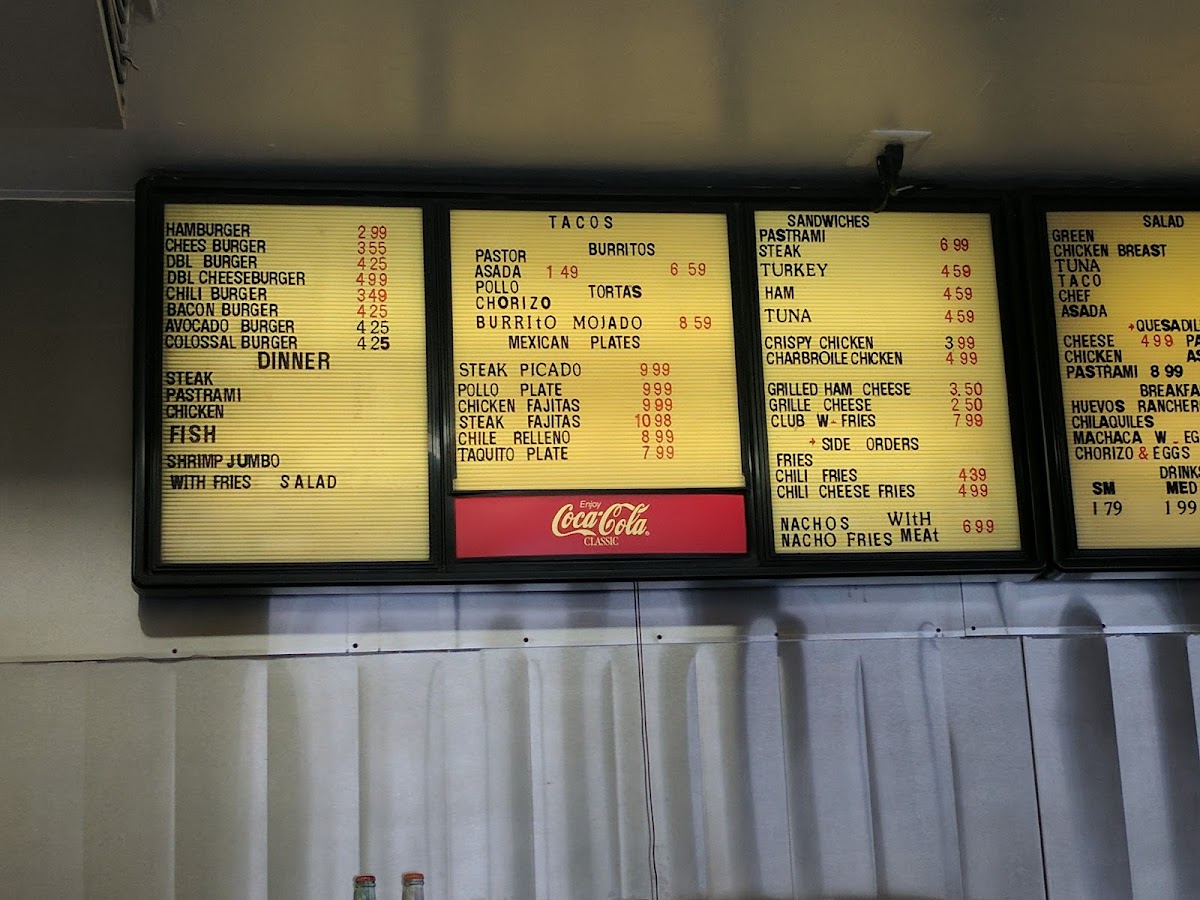 HAMBURGER 2 99
CHEES BURGER 3 55
DBL BURGER 4 25
DBL CHEESEBURGER 4 99
CHILI BURGER 3 49
BACON BURGER 4 25
AVOCADO BURGER 4 25
COLOSSAL BURGER 4 25
DINNER
STEAK
PASTRAMI
CHICKEN
FISH
SHRIMP JUMBO
WITH FRIES SALAD
TACOS
PASTOR BURRITOS
ASADA 1 49 6 59
POLLO TORTAS
CHORIZO
BURRItO MOJADO 8 59
MEXICAN PLATES
STEAK PICADO 9 99
POLLO PLATE 9 99
CHICKEN FAJITAS 9 99
STEAK FAJITAS 10 98
CHILE RELLENO 8 99
TAQUITO PLATE 7 99
Enjoy
Coca-Cola
CLASSIC
SANDWICHES
PASTRAMI
STEAK 6 99
TURKEY 4 59
HAM 4 59
TUNA 4 59
CRISPY CHICKEN 3 99
CHARBROILE CHICKEN 4 99
GRILLED HAM CHEESE 3.50
GRILLE CHEESE 2 50
CLUB W- FRIES 7 99
SIDE ORDERS
FRIES
CHILI FRIES 4 39
CHILI CHEESE FRIES 4 99
NACHOS WItH
NACHO FRIES MEAt 6 99
SALAD
GREEN
CHICKEN BREAST
TUNA
TACO
CHEF
ASADA
QUESADIL
CHEESE 4 99 PA
CHICKEN AS
PASTRAMI 8 99
BREAKFA
HUEVOS RANCHER
CHILAQUILES
MACHACA W - EG
CHORIZO & EGGS
DRINK
SM MED
1 79 1 99